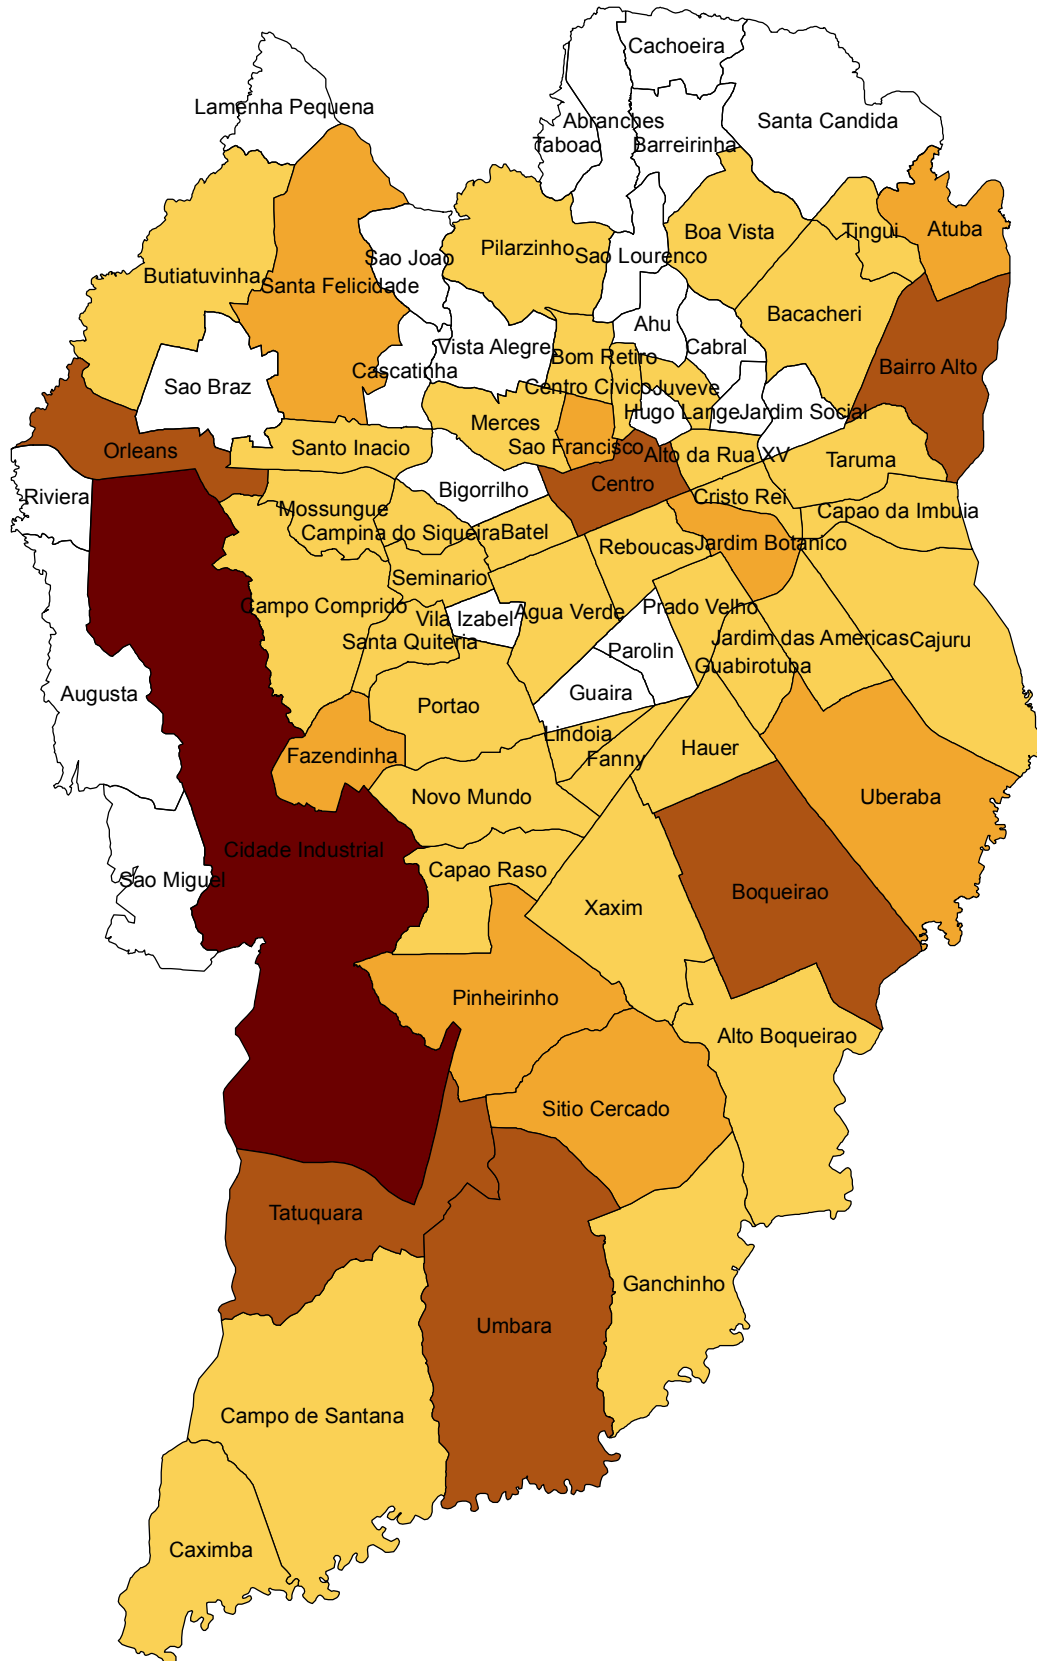 Cachoeira
Lamenha Pequena
Abranches
Santa Candida
Taboao
Barreirinha
Atuba
Tingui
Boa Vista
Pilarzinho
Sao Lourenco
Sao Joao
Butiatuvinha
Santa Felicidade
Bacacheri
Ahu
Cabral
Vista Alegre
Bom Retiro
Bairro Alto
Cascatinha
Sao Braz
Centro Civico
Juveve
Hugo Lange
Jardim Social
Merces
Sao Francisco
Santo Inacio
Orleans
Alto da Rua XV
Taruma
Centro
Bigorrilho
Riviera
Cristo Rei
Mossungue
Capao da Imbuia
Campina do Siqueira
Batel
Reboucas
Jardim Botanico
Seminario
Campo Comprido
Prado Velho
Agua Verde
Vila Izabel
Santa Quiteria
Jardim das Americas
Cajuru
Parolin
Guabirotuba
Augusta
Guaira
Portao
Lindoia
Hauer
Fazendinha
Fanny
Novo Mundo
Uberaba
Cidade Industrial
Capao Raso
Sao Miguel
Boqueirao
Xaxim
Pinheirinho
Alto Boqueirao
Sitio Cercado
Tatuquara
Ganchinho
Umbara
Campo de Santana
Caximba